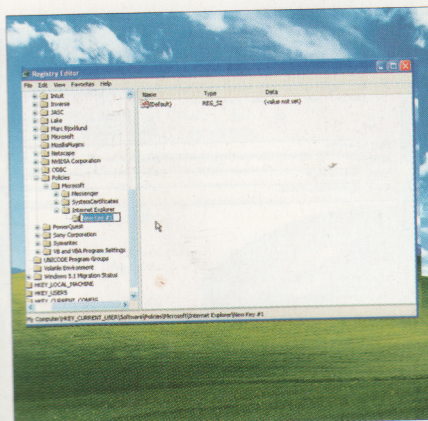 Registry Editor
File Edit View Favorites Help
Name Type Data
(Default) REG_SZ (value not set)
Intuit
Inverse
JASC
Lake
Marc Bjorklund
Microsoft
MozillaPlugins
Netscape
NVIDIA Corporation
ODBC
Policies
Microsoft
Messenger
SystemCertificates
Internet Explorer
New Key #1
PowerQuest
Sony Corporation
Symantec
VB and VBA Program Settings
UNICODE Program Groups
Volatile Environment
Windows 3.1 Migration Status
HKEY_LOCAL_MACHINE
HKEY_USERS
HKEY_CURRENT_CONFIG
My Computer\HKEY_CURRENT_USER\Software\Policies\Microsoft\Internet Explorer\New Key #1